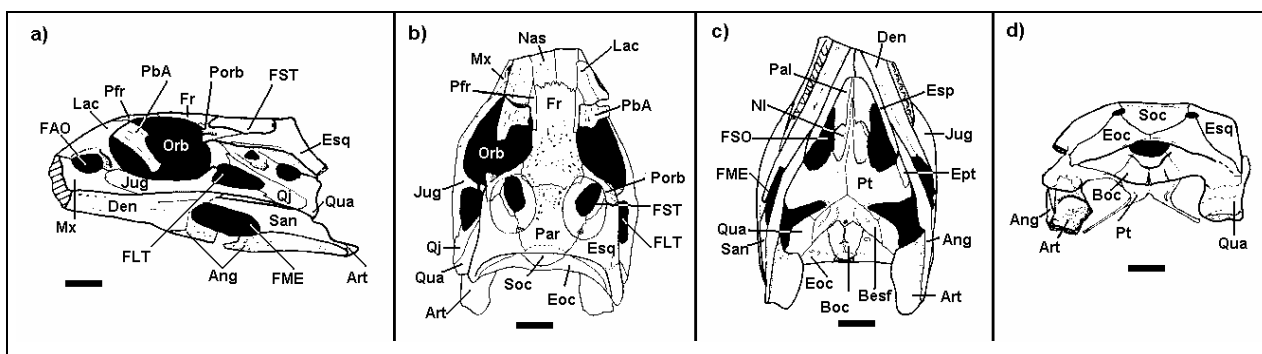 a)
PbA Porb FST
Pfr Fr
Lac
FAO Orb Esq
Jug Qj
Mx Den San Qua
FLT Ang FME Art
b)
Nas Lac
Mx
Pfr Fr PbA
Orb
Jug Porb
Par FST
Qj Esq FLT
Qua Soc Eoc
Art
c)
Den
Pal Esp
NI
FSO Jug
FME Pt Ept
Qua
San Ang
Eoc Boc Besf Art
d)
Soc
Eoc Esq
Boc
Ang
Art Pt Qua